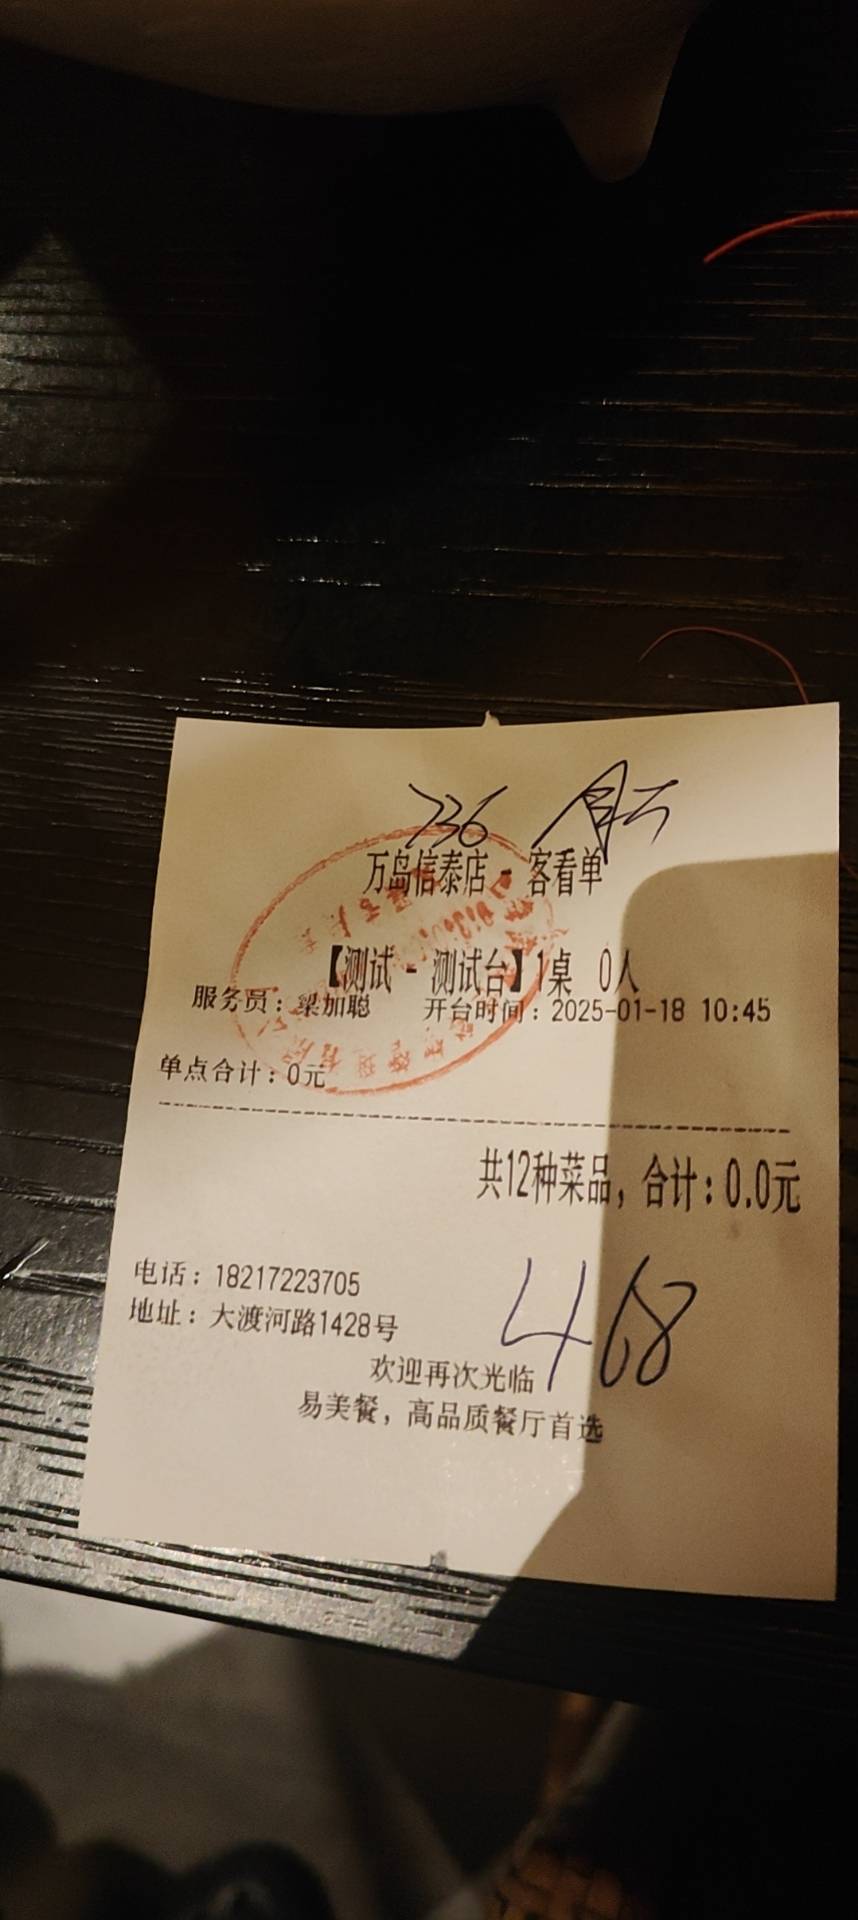 736
万岛信泰店 - 客看单
【测试 - 测试台】1桌 0人
服务员：梁加聪 开台时间：2025-01-18 10:45
单点合计：0元
共12种菜品，合计：0.0元
468
电话：18217223705
地址：大渡河路1428号
欢迎再次光临
易美餐，高品质餐厅首选